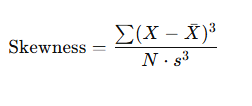 Skewness = ∑(X − X̄)³ / N · s³